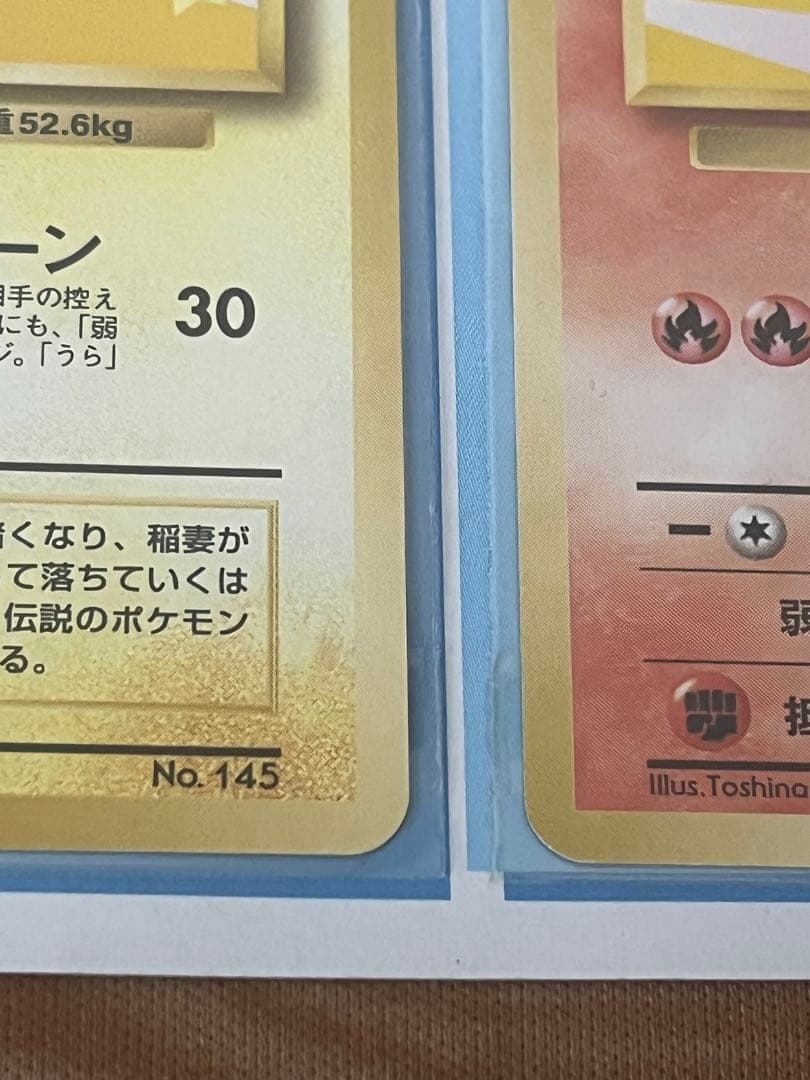 重52.6kg
ーン
相手の控え
にも、「弱
ジ。「うら」
30
暗くなり、稲妻が
て落ちていくは
伝説のポケモン
る。
No. 145
弱
Illus.Toshina